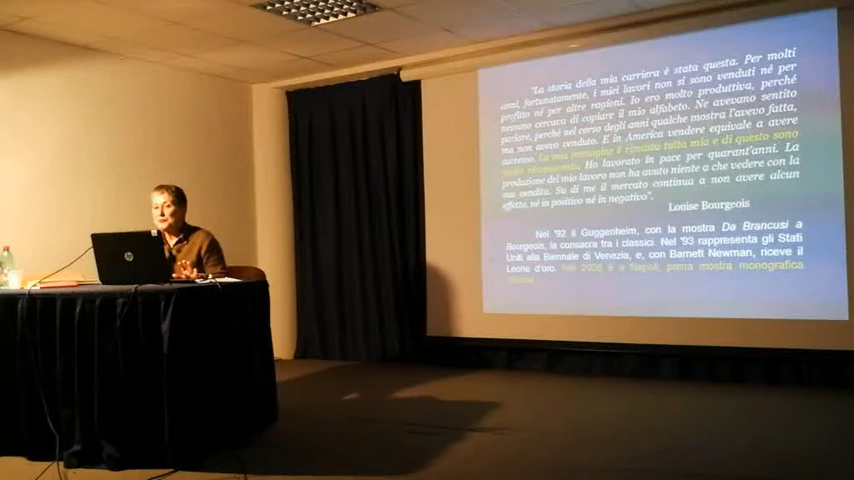 "La storia della mia carriera è stata questa. Per molti
anni, fortunatamente, i miei lavori non si sono venduti né per
profitto né per altre ragioni. Io ero molto produttiva, perché
nessuno cercava di copiare il mio alfabeto. Ne avevano sentito
parlare, perché nel corso degli anni qualche mostra l'avevo fatta,
ma non avevo venduto. E in America vendere equivale a avere
successo. La mia immagine è rimasta tutta mia e di questo sono
molto riconoscente. Ho lavorato in pace per quarant'anni. La
produzione del mio lavoro non ha avuto niente a che vedere con la
sua vendita. Su di me il mercato continua a non avere alcun
effetto, né in positivo né in negativo".
Louise Bourgeois
Nel '92 il Guggenheim, con la mostra Da Brancusi a
Bourgeois, la consacra tra i classici. Nel '93 rappresenta gli Stati
Uniti alla Biennale di Venezia, e, con Barnett Newman, riceve il
Leone d'oro. Nel 2008 è a Napoli, prima mostra monografica
hp